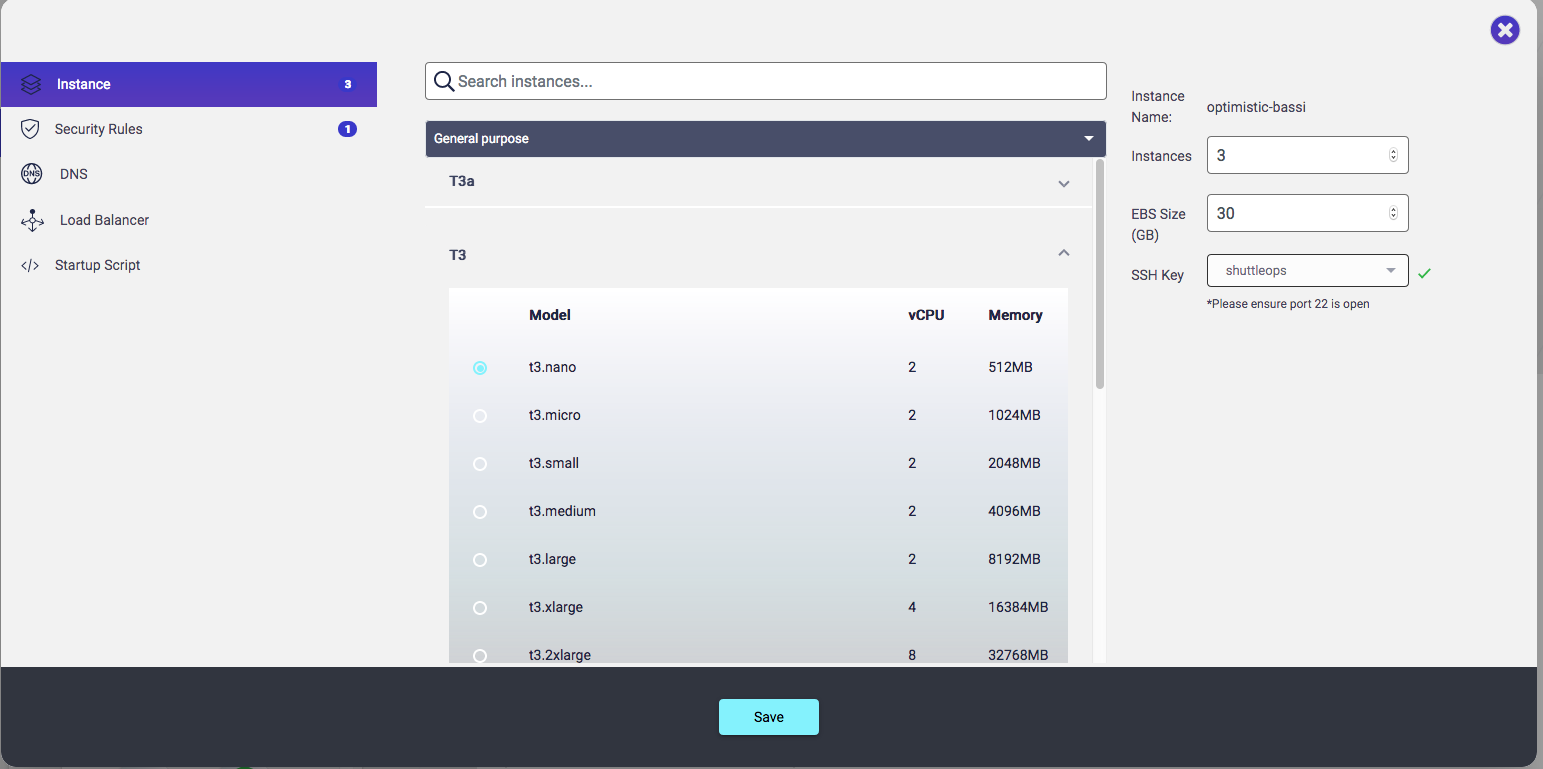 Instance 3
Security Rules 1
DNS DNS
Load Balancer
</> Startup Script
Search instances...
General purpose
T3a
T3
Model vCPU Memory
t3.nano 2 512MB
t3.micro 2 1024MB
t3.small 2 2048MB
t3.medium 2 4096MB
t3.large 2 8192MB
t3.xlarge 4 16384MB
t3.2xlarge 8 32768MB
Instance
Name: optimistic-bassi
Instances 3
EBS Size
(GB) 30
SSH Key shuttleops
*Please ensure port 22 is open
Save